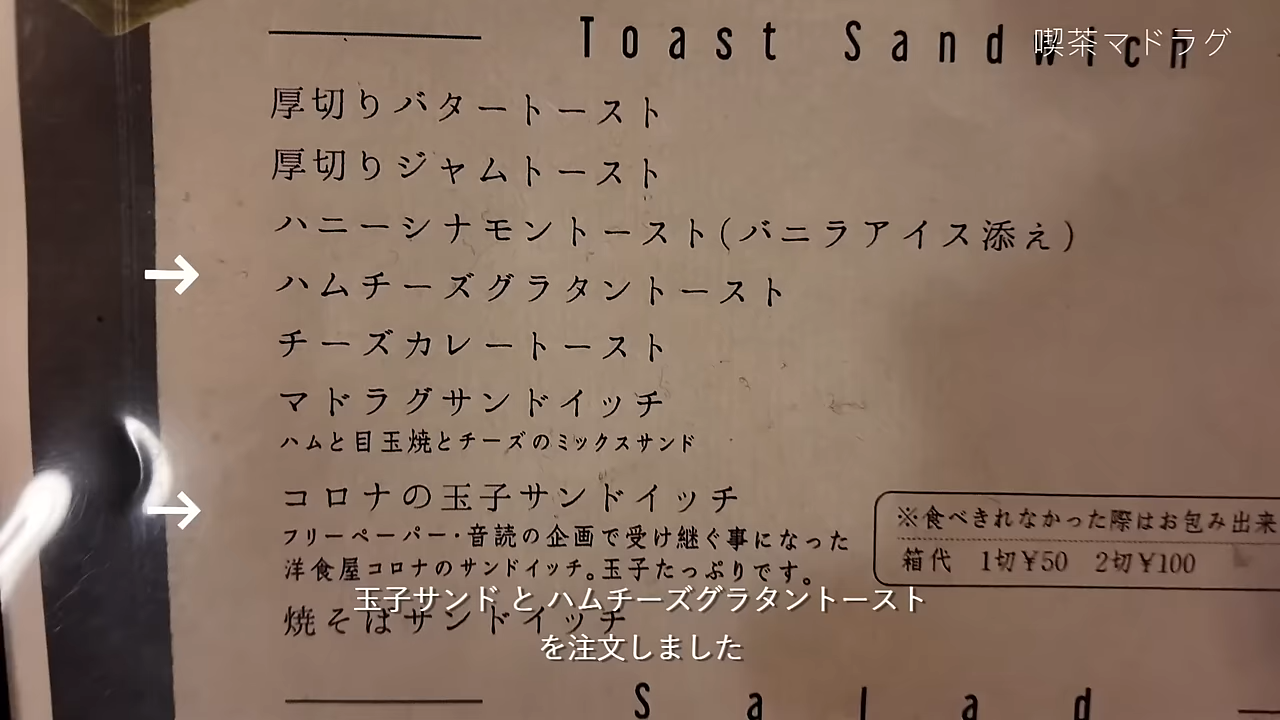 Toast Sandwich
喫茶マドラグ
厚切りバタートースト
厚切りジャムトースト
ハニーシナモントースト(バニラアイス添え)
→ ハムチーズグラタントースト
チーズカレートースト
マドラグサンドイッチ
ハムと目玉焼とチーズのミックスサンド
→ コロナの玉子サンドイッチ
フリーペーパー・音読の企画で受け継ぐ事になった
洋食屋コロナのサンドイッチ。玉子たっぷりです。
※食べきれなかった際はお包み出来
箱代 1切¥50 2切¥100
焼そばサンドイッチ
玉子サンド と ハムチーズグラタントースト
を注文しました
Salad